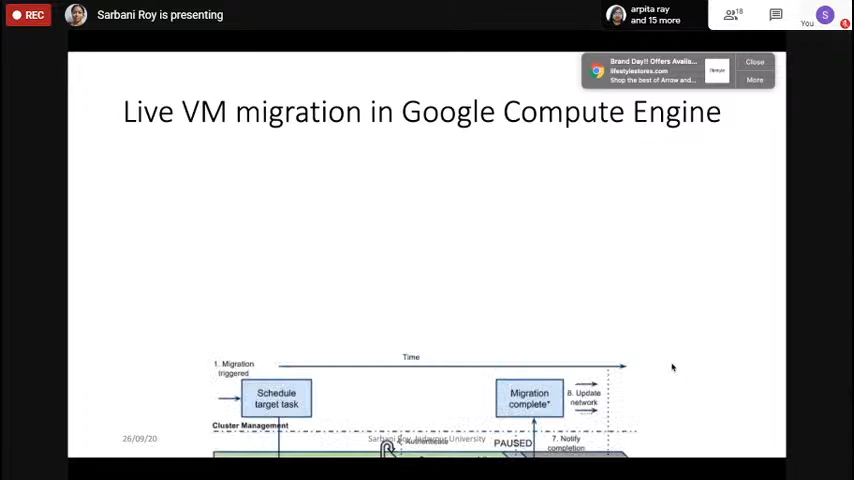 REC
Sarbani Roy is presenting
arpita ray
and 15 more
18
You
S
Brand Day!! Offers Availa...
lifestylestores.com
Shop the best of Arrow and...
Close
More
Live VM migration in Google Compute Engine
Time
1. Migration
triggered
Schedule
target task
Migration
complete*
8. Update
network
Cluster Management
26/09/20
Sarbani Roy, Jadavpur University
Authenticate
PAUSED
7. Notify
completion